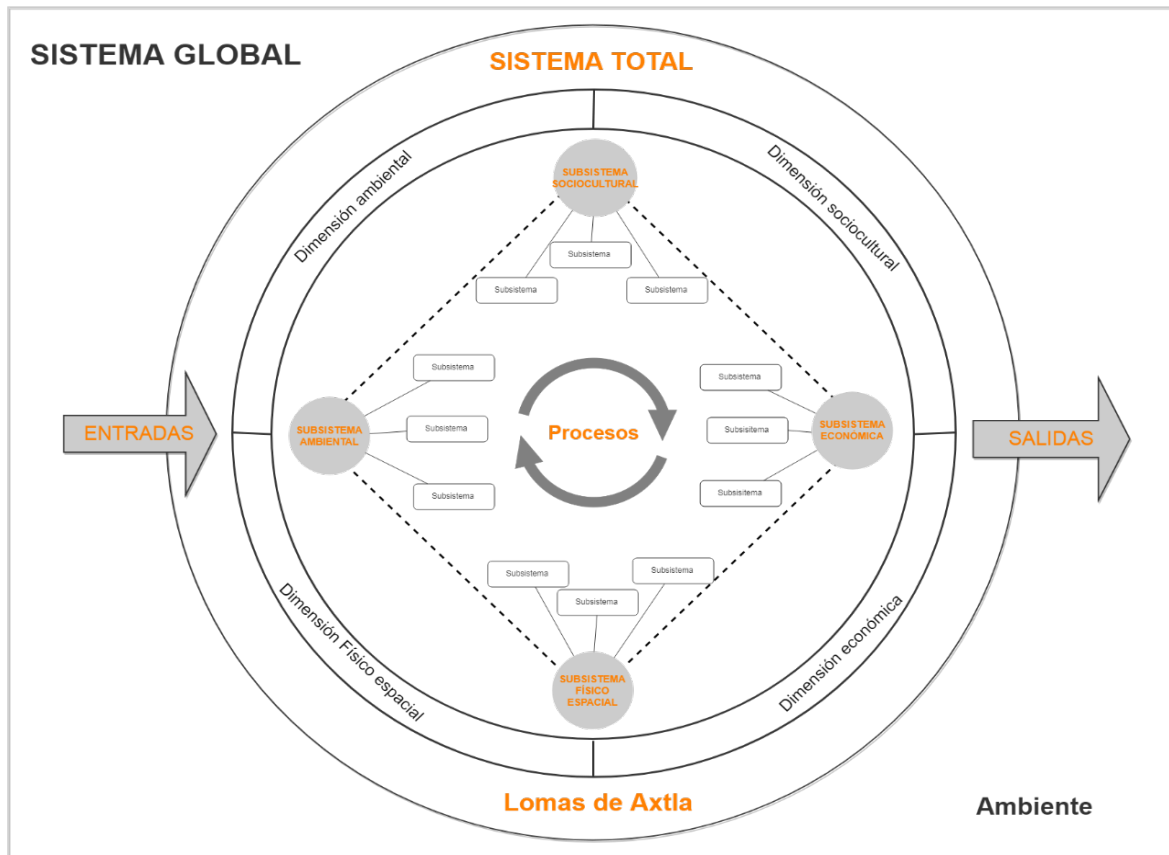 SISTEMA GLOBAL
SISTEMA TOTAL
Dimensión ambiental
Dimensión sociocultural
SUBSISTEMA
SOCIOCULTURAL
Subsistema
Subsistema
Subsistema
Subsistema
Subsistema
Subsistema
SUBSISTEMA
AMBIENTAL
Procesos
Subsistema
Subsisitema
Subsisitema
SUBSISTEMA
ECONÓMICA
ENTRADAS
SALIDAS
Subsistema
Subsistema
Subsistema
SUBSISTEMA
FÍSICO
ESPACIAL
Dimensión Físico espacial
Dimensión económica
Lomas de Axtla
Ambiente